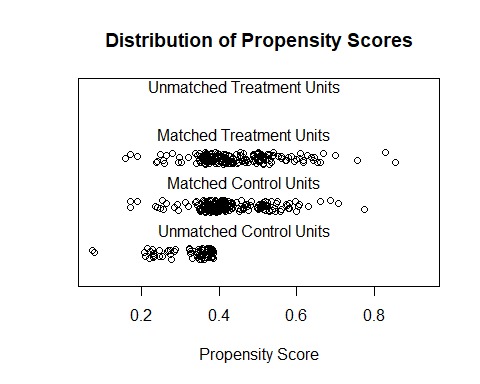 Distribution of Propensity Scores
Unmatched Treatment Units
Matched Treatment Units
Matched Control Units
Unmatched Control Units
0.2 0.4 0.6 0.8
Propensity Score